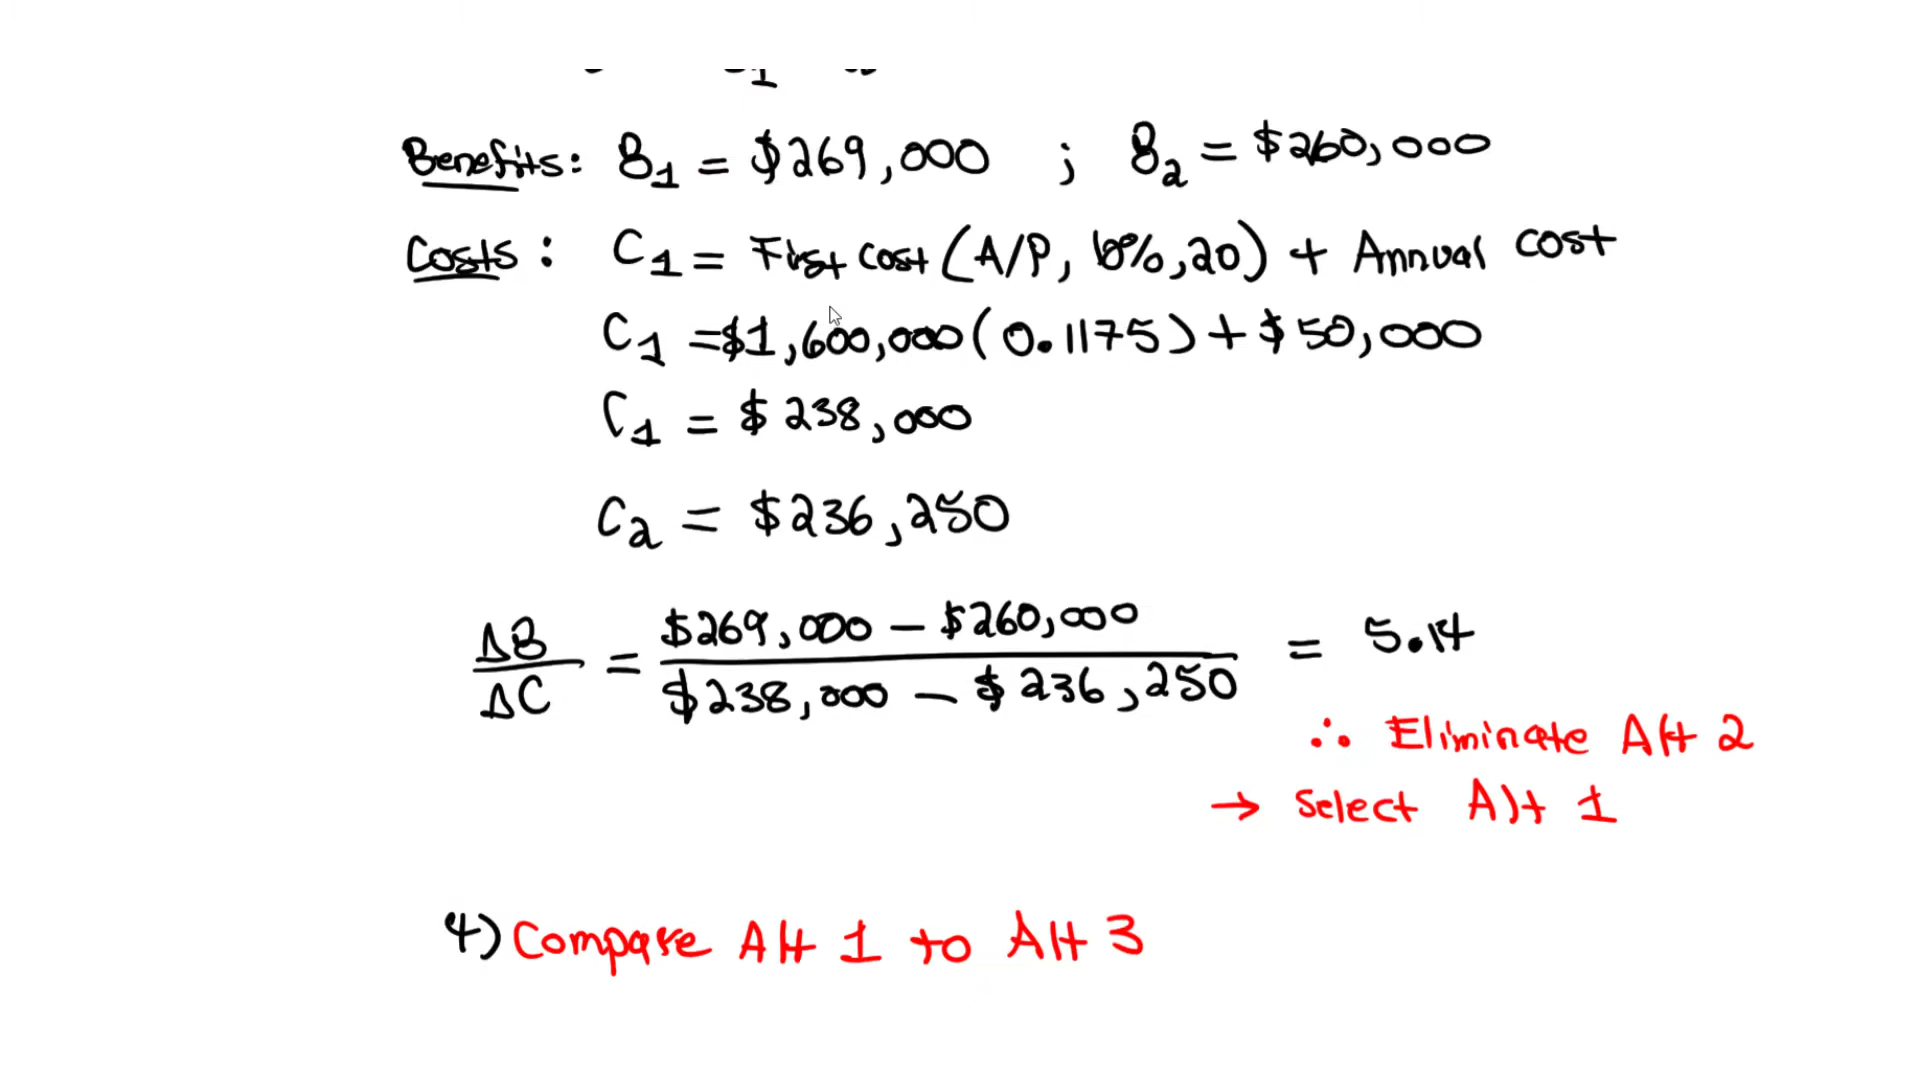 Benefits: B1 = $269,000 ; B2 = $260,000
Costs: C1 = First cost (A/P, 10%, 20) + Annual cost
C1 = $1,600,000 (0.1175) + $50,000
C1 = $238,000
C2 = $236,250
ΔB/ΔC = $269,000 - $260,000 / $238,000 - $236,250 = 5.14
∴ Eliminate Alt 2
→ Select Alt 1
4) Compare Alt 1 to Alt 3